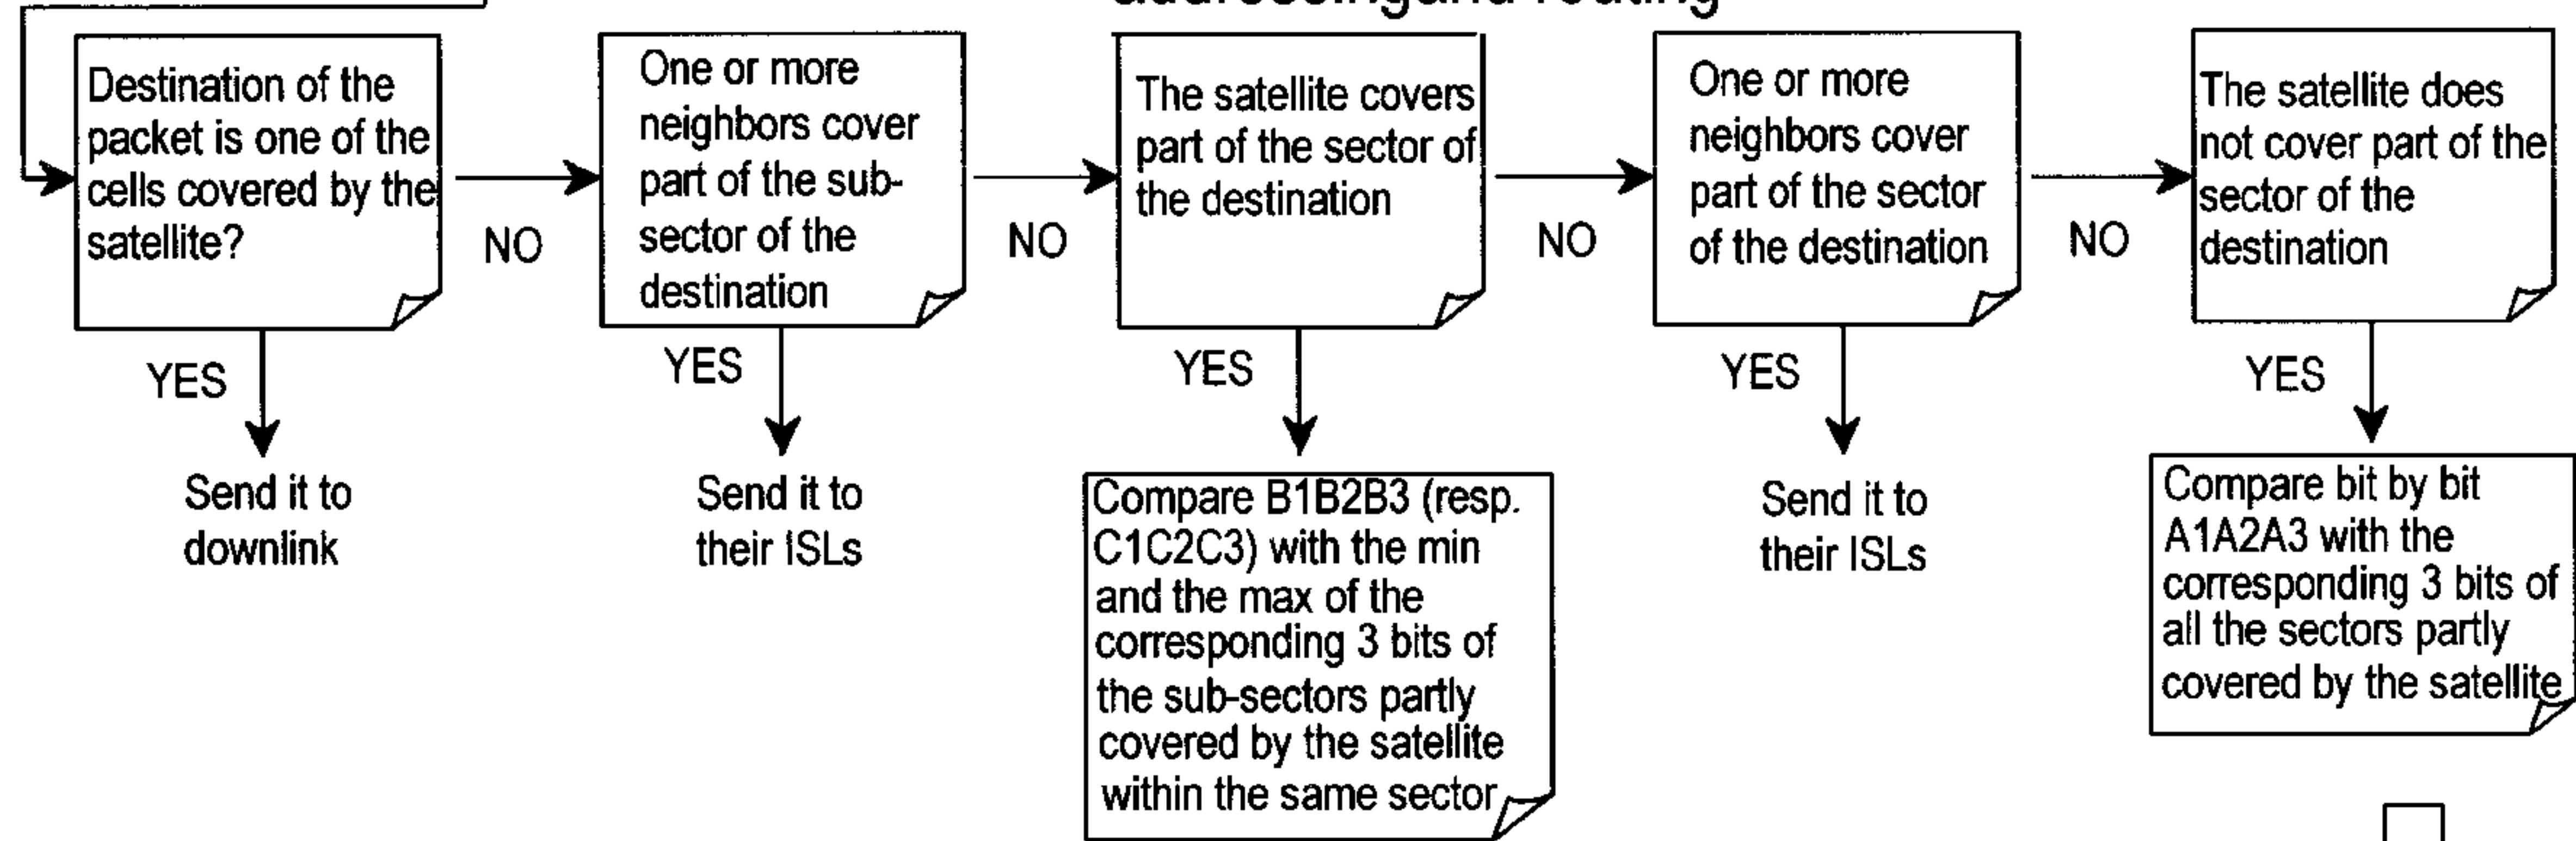 addressingand routing
Destination of the
packet is one of the
cells covered by the
satellite?
NO
YES
Send it to
downlink
One or more
neighbors cover
part of the sub-
sector of the
destination
NO
YES
Send it to
their ISLs
The satellite covers
part of the sector of
the destination
NO
YES
Compare B1B2B3 (resp.
C1C2C3) with the min
and the max of the
corresponding 3 bits of
the sub-sectors partly
covered by the satellite
within the same sector
One or more
neighbors cover
part of the sector
of the destination
NO
YES
Send it to
their ISLs
The satellite does
not cover part of the
sector of the
destination
YES
Compare bit by bit
A1A2A3 with the
corresponding 3 bits of
all the sectors partly
covered by the satellite